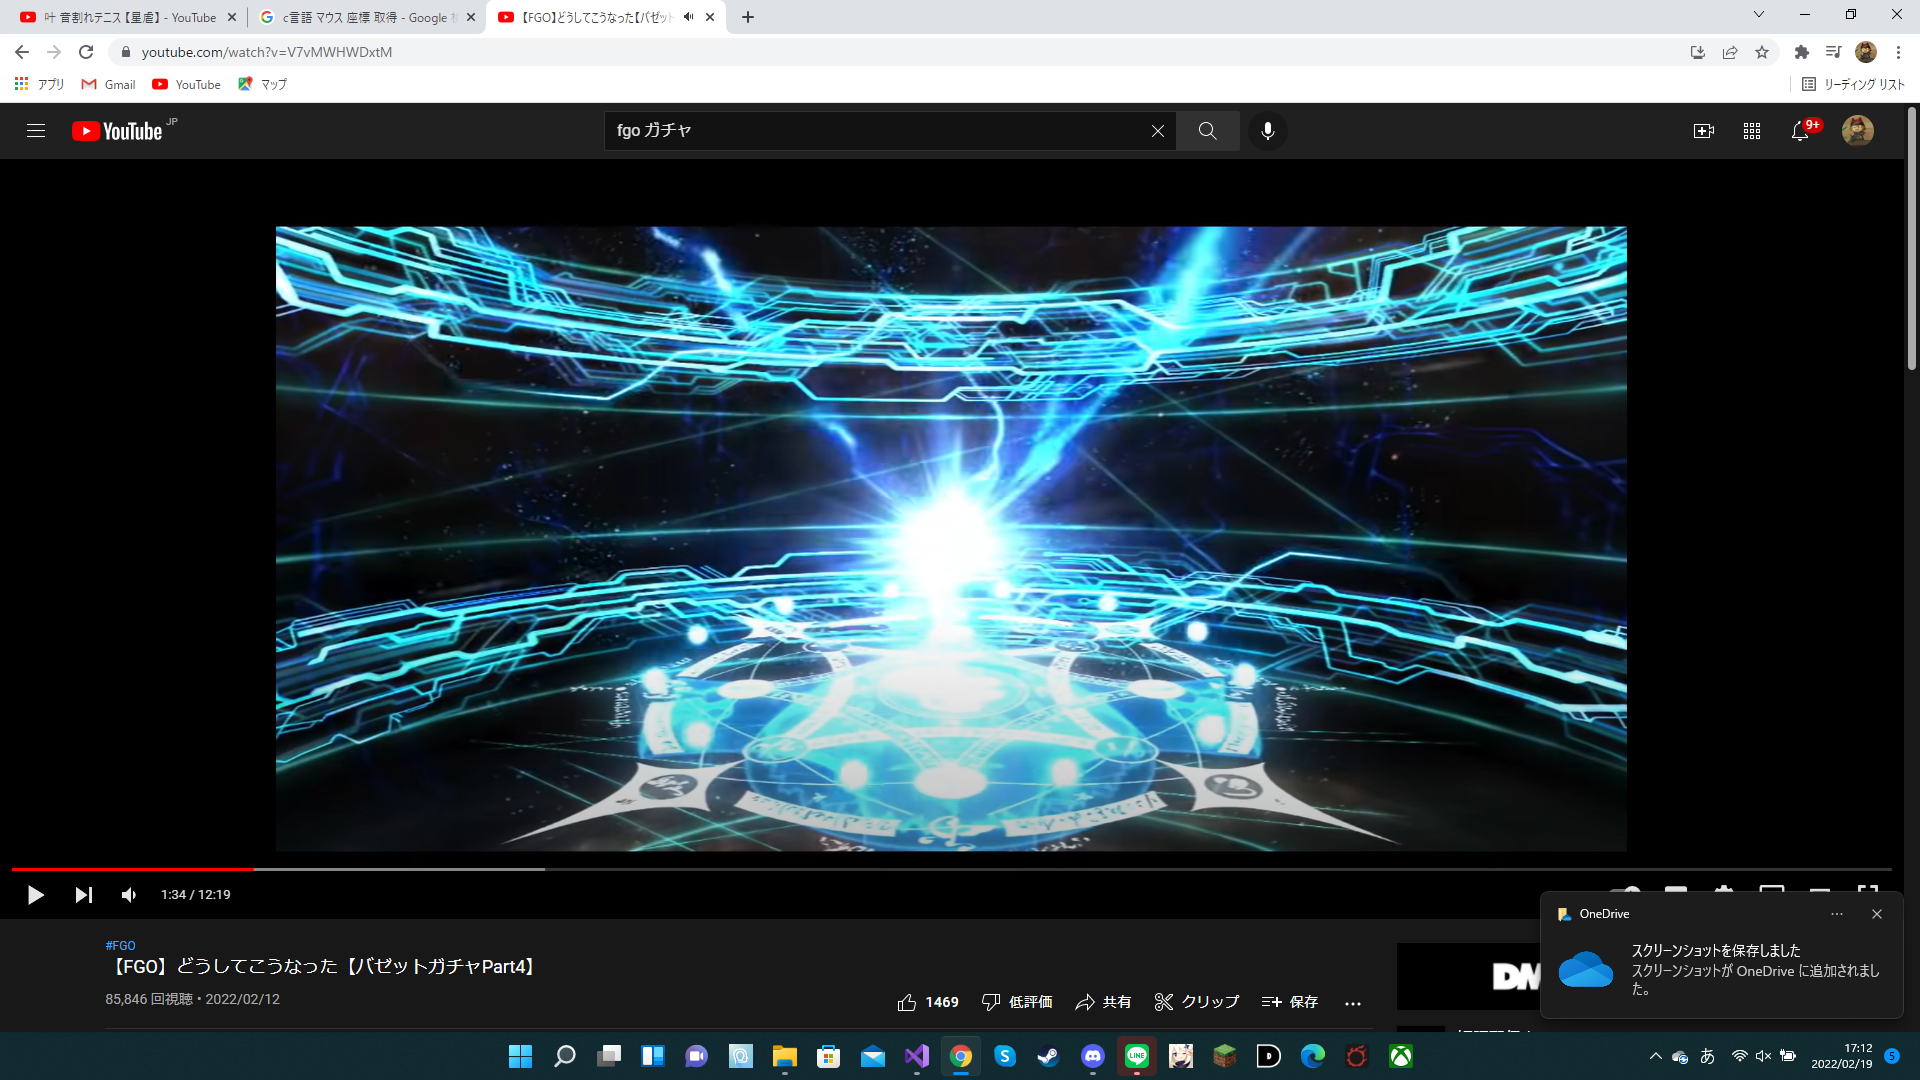 叶 音割れテニス【星虐】 - YouTube
c言語 マウス 座標 取得 - Google 
【FGO】どうしてこうなった【バゼット
youtube.com/watch?v=V7vMWHWDxtM
アプリ
Gmail
YouTube
マップ
リーディング リスト
YouTube JP
fgo ガチャ
9+
1:34 / 12:19
#FGO
【FGO】どうしてこうなった【バゼットガチャPart4】
85,846 回視聴・2022/02/12
1469
低評価
共有
クリップ
保存
DM
OneDrive
スクリーンショットを保存しました
スクリーンショットが OneDrive に追加されまし
た。
LINE
あ
17:12
2022/02/19
5